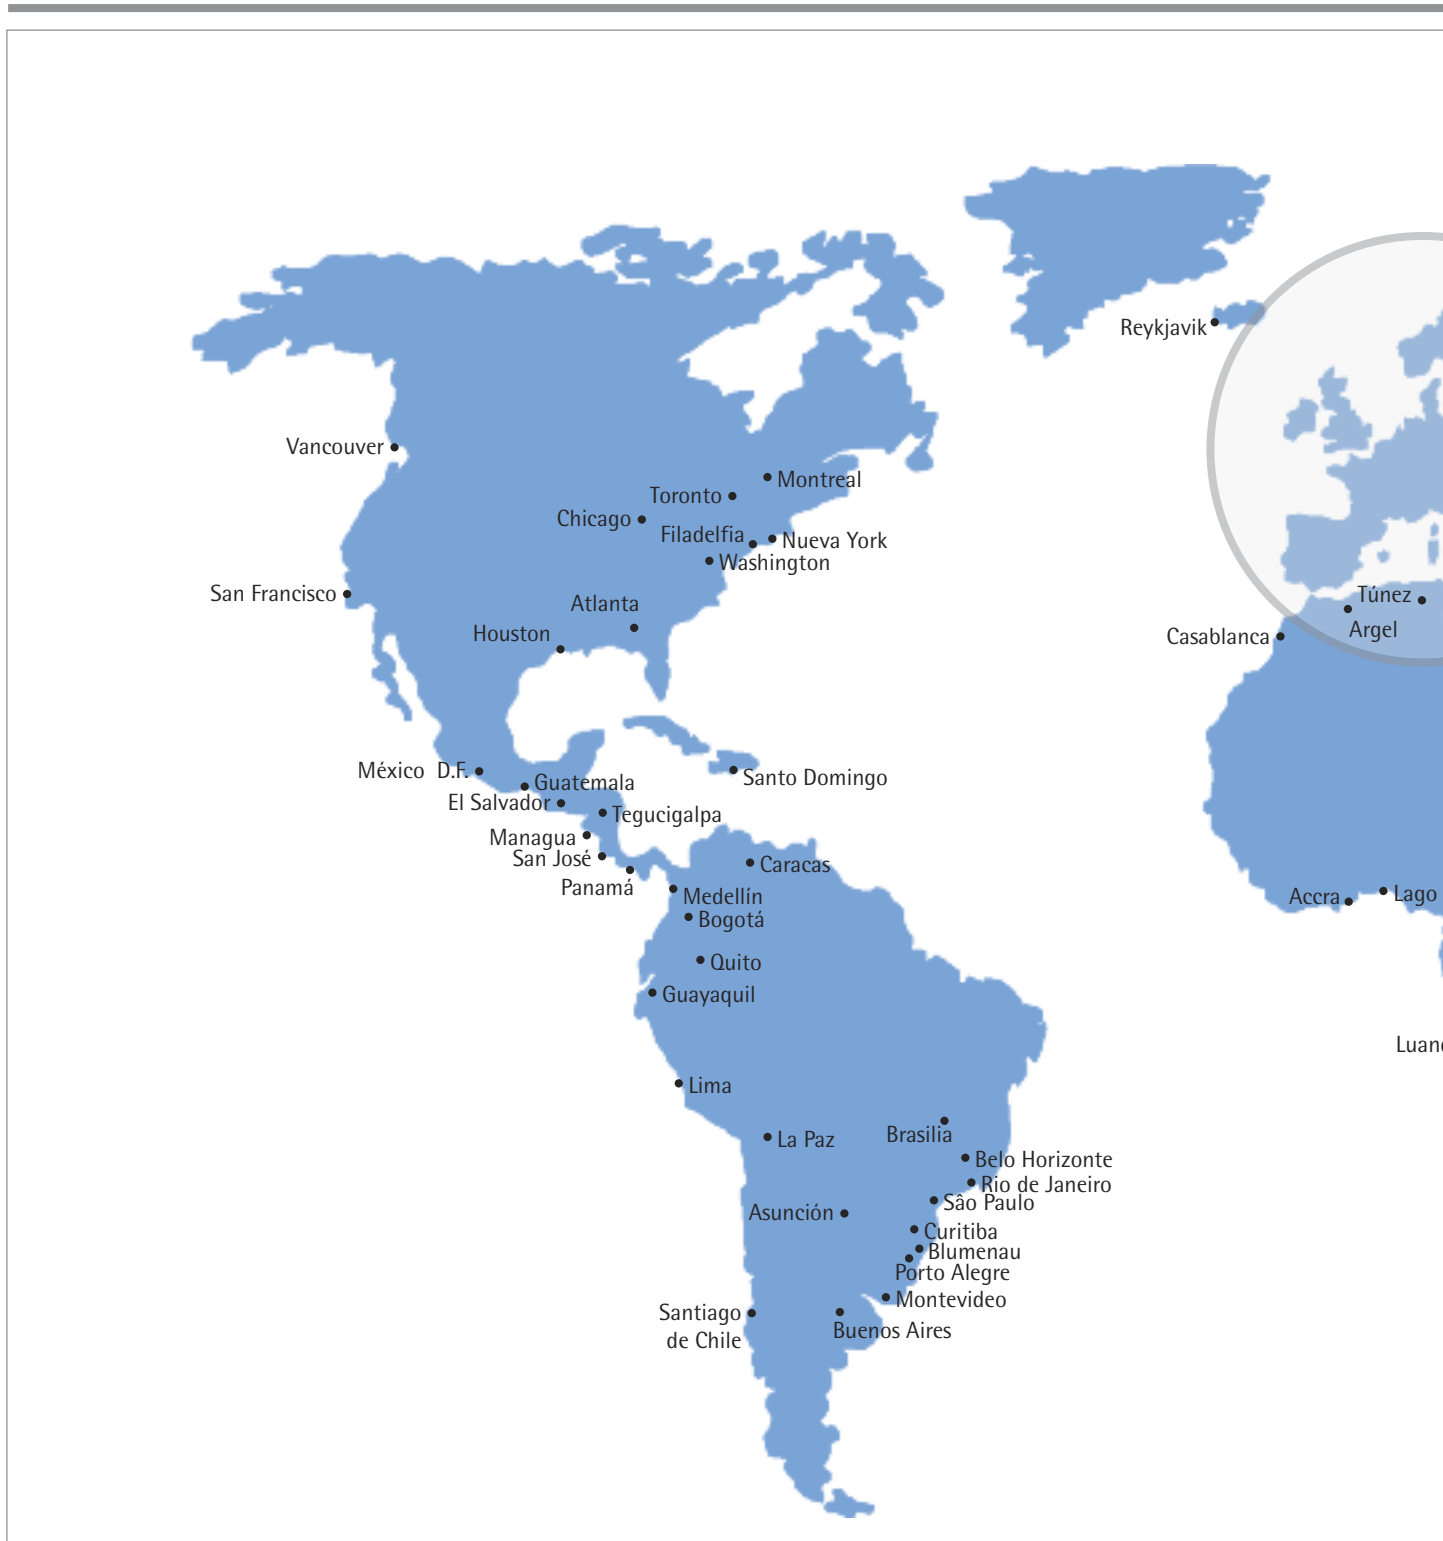 Reykjavik
Vancouver
Montreal
Toronto
Chicago
Filadelfia
Nueva York
Washington
San Francisco
Túnez
Atlanta
Argel
Houston
Casablanca
México D.F.
Santo Domingo
Guatemala
El Salvador
Tegucigalpa
Managua
San José
Caracas
Panamá
Medellín
Accra
Lago
Bogotá
Quito
Guayaquil
Luan
Lima
Brasilia
La Paz
Belo Horizonte
Rio de Janeiro
Sâo Paulo
Asunción
Curitiba
Blumenau
Porto Alegre
Montevideo
Santiago
de Chile
Buenos Aires